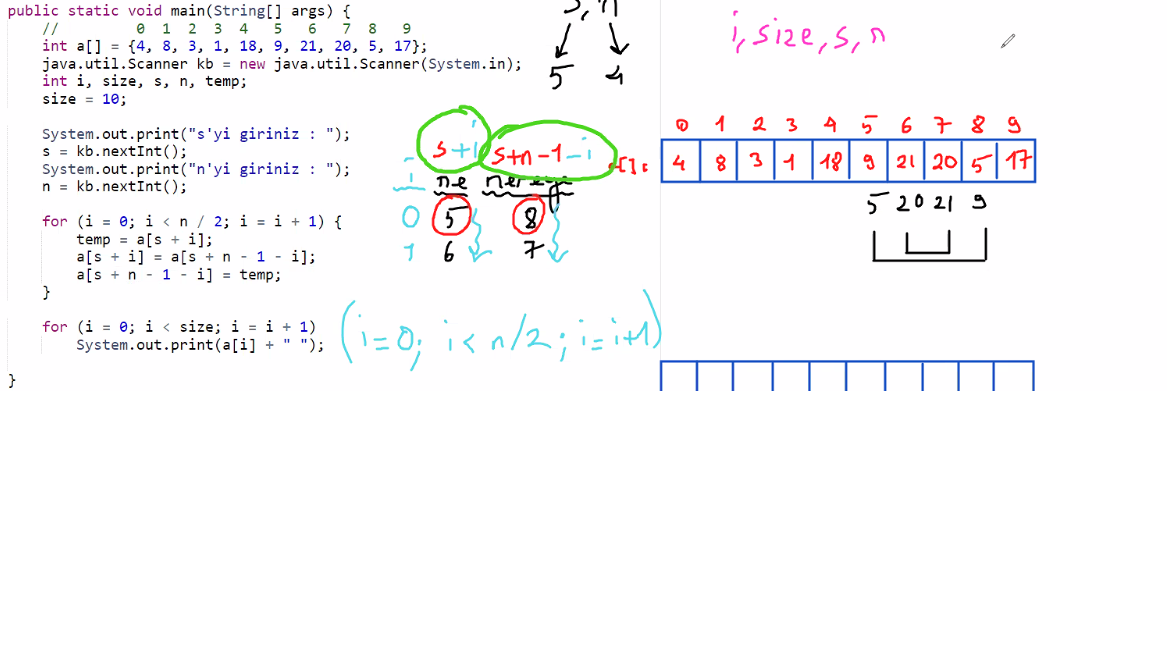 public static void main(String[] args) {
// 0 1 2 3 4 5 6 7 8 9
int a[] = {4, 8, 3, 1, 18, 9, 21, 20, 5, 17};
java.util.Scanner kb = new java.util.Scanner(System.in);
int i, size, s, n, temp;
size = 10;
System.out.print("s'yi giriniz : ");
s = kb.nextInt();
System.out.print("n'yi giriniz : ");
n = kb.nextInt();
for (i = 0; i < n / 2; i = i + 1) {
temp = a[s + i];
a[s + i] = a[s + n - 1 - i];
a[s + n - 1 - i] = temp;
}
for (i = 0; i < size; i = i + 1)
System.out.print(a[i] + " ");
}
s, n
5 4
s+i s+n-1-i
i ne
0 5 8
1 6 7
(i=0; i< n/2; i=i+1)
i, size, s, n
0 1 2 3 4 5 6 7 8 9
4 8 3 1 18 9 21 20 5 17
5 20 21 9